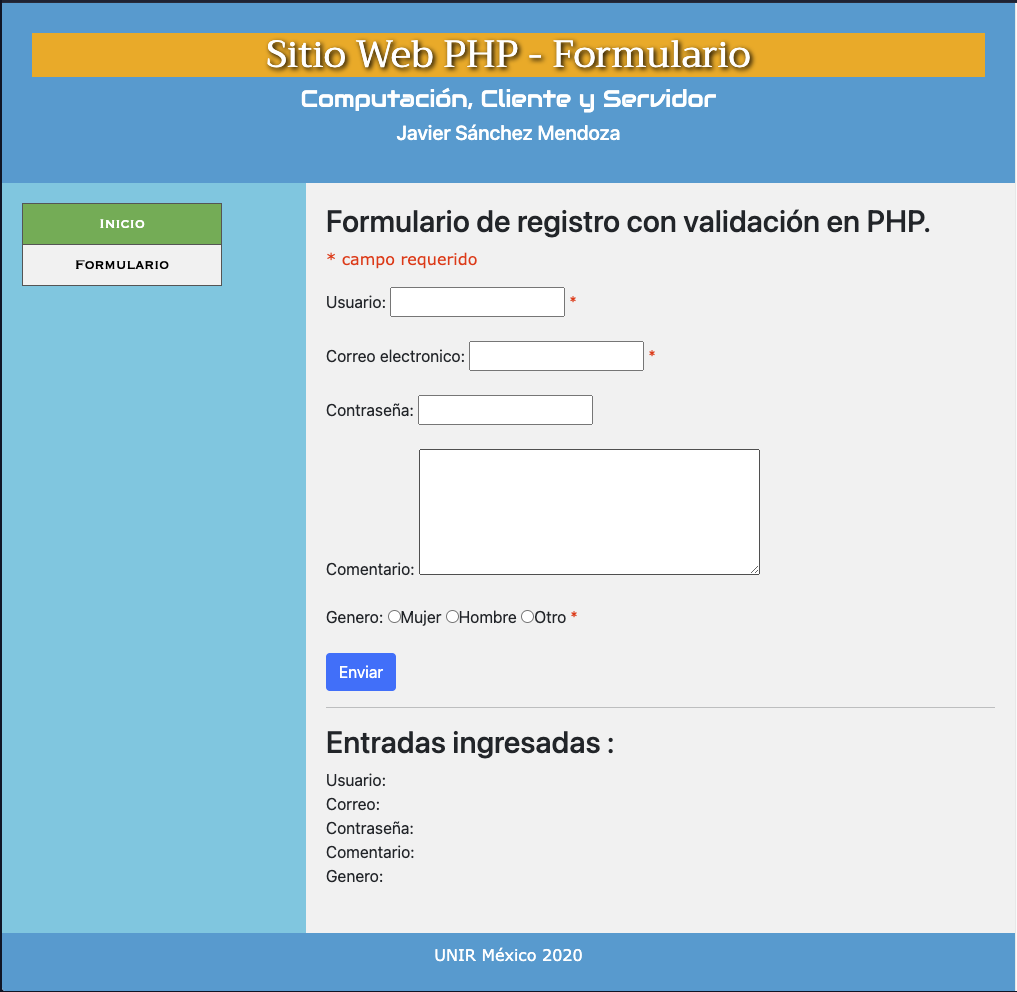 Sitio Web PHP - Formulario
Computación, Cliente y Servidor
Javier Sánchez Mendoza
Inicio
Formulario
Formulario de registro con validación en PHP.
* campo requerido
Usuario: *
Correo electronico: *
Contraseña:
Comentario:
Genero: Mujer Hombre Otro *
Enviar
Entradas ingresadas :
Usuario:
Correo:
Contraseña:
Comentario:
Genero:
UNIR México 2020